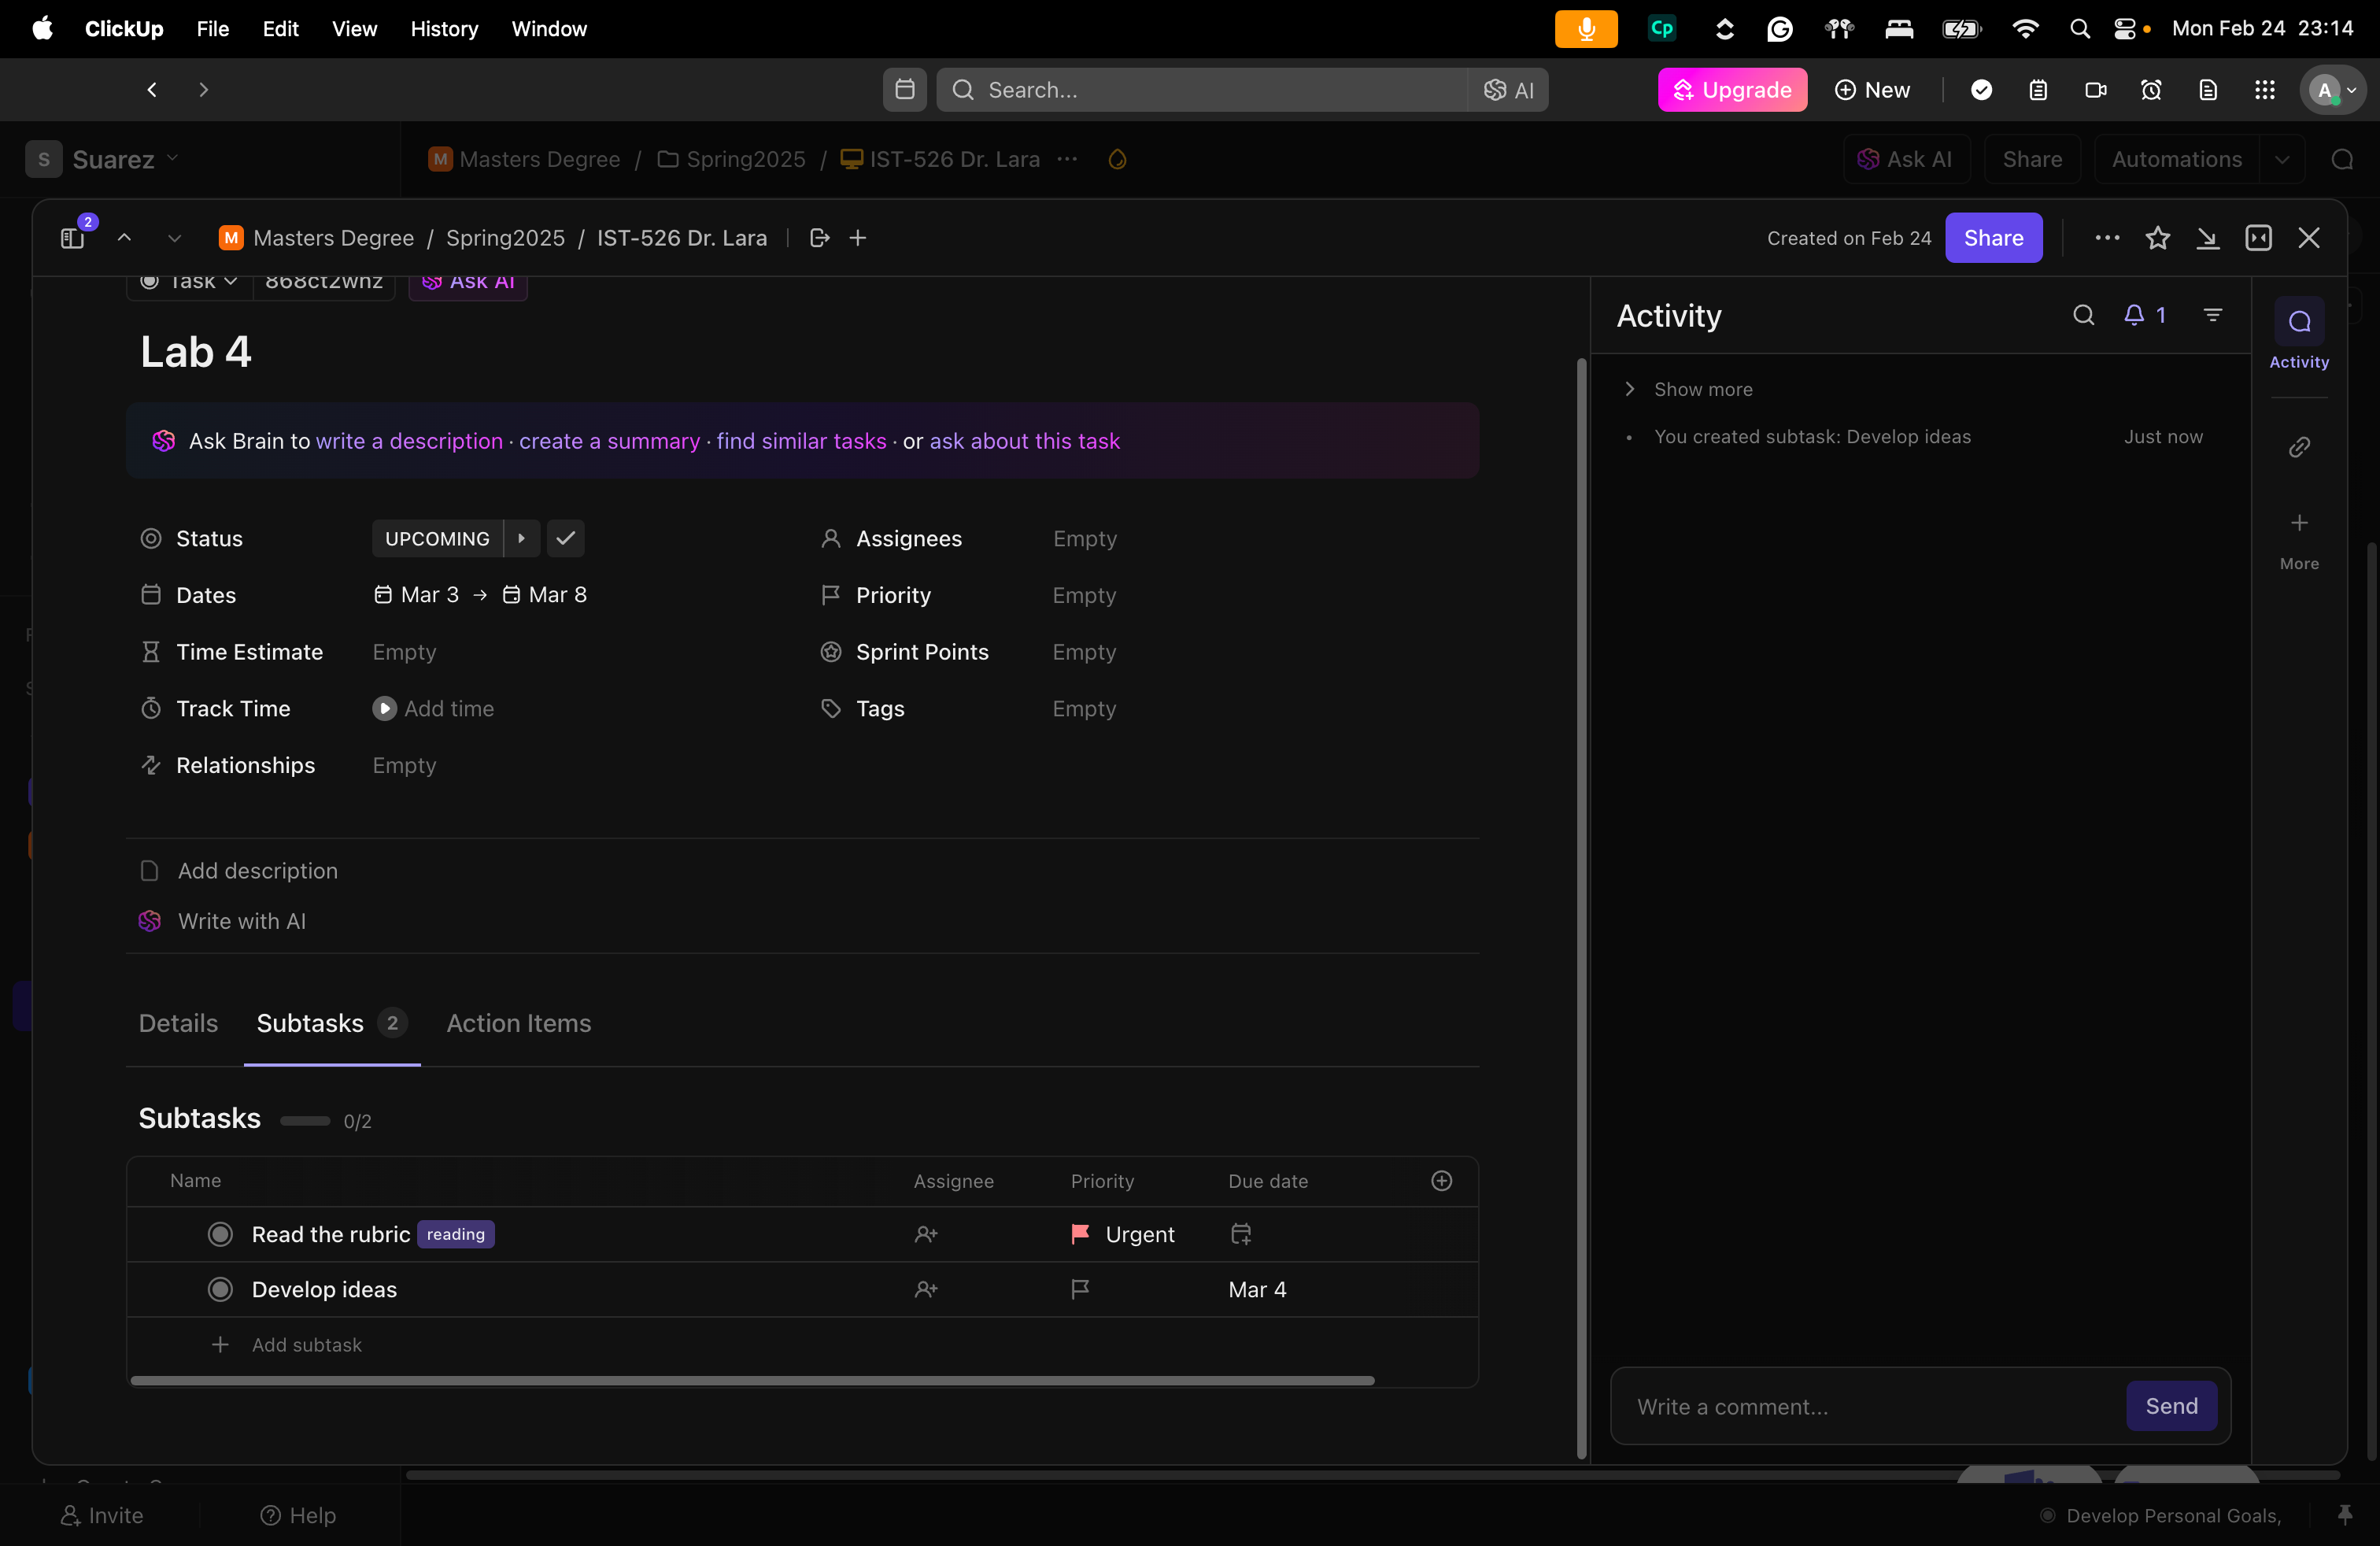 ClickUp File Edit View History Window Cp Mon Feb 24 23:14
Search... AI Upgrade New A
S Suarez M Masters Degree / Spring2025 / IST-526 Dr. Lara Ask AI Share Automations
2 M Masters Degree / Spring2025 / IST-526 Dr. Lara Created on Feb 24 Share
Task 868ct2wnz Ask AI
Lab 4
Ask Brain to write a description · create a summary · find similar tasks · or ask about this task
Status UPCOMING Assignees Empty
Dates Mar 3 → Mar 8 Priority Empty
Time Estimate Empty Sprint Points Empty
Track Time Add time Tags Empty
Relationships Empty
Add description
Write with AI
Details Subtasks 2 Action Items
Subtasks 0/2
Name Assignee Priority Due date
Read the rubric reading Urgent
Develop ideas Mar 4
Add subtask
Activity 1
Show more
You created subtask: Develop ideas Just now
Write a comment... Send
Activity
More
Invite Help Develop Personal Goals,